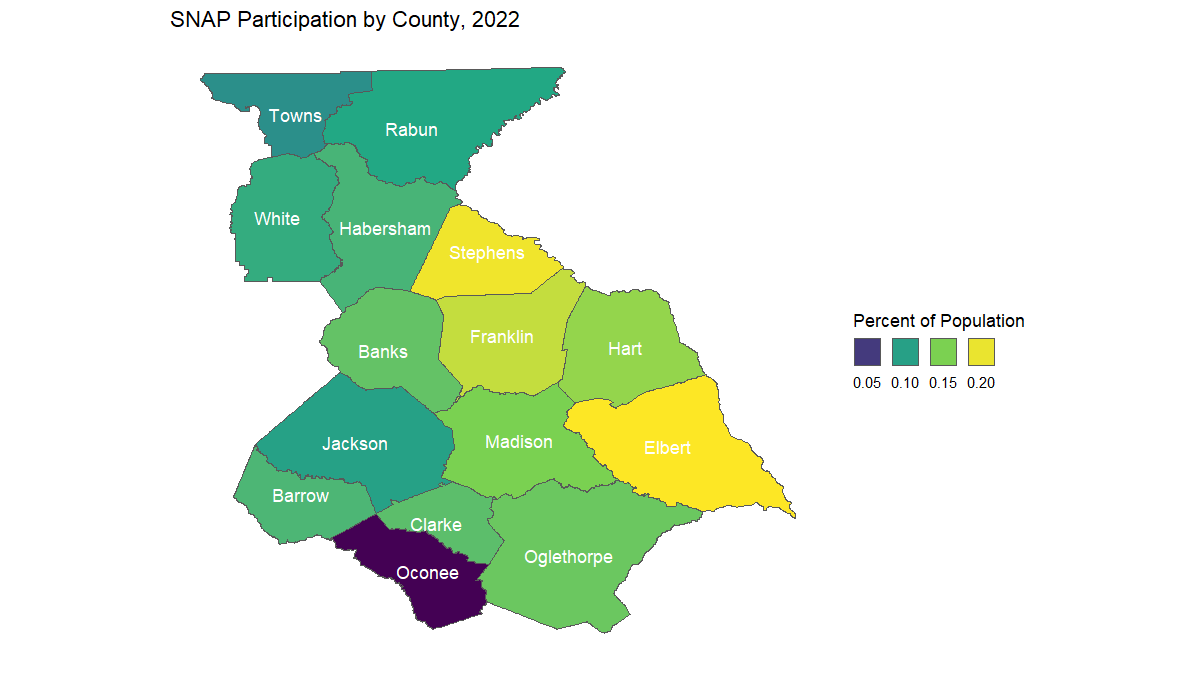 SNAP Participation by County, 2022
Towns
Rabun
White
Habersham
Stephens
Franklin
Banks
Hart
Jackson
Madison
Elbert
Barrow
Clarke
Oglethorpe
Oconee
Percent of Population
0.05 0.10 0.15 0.20